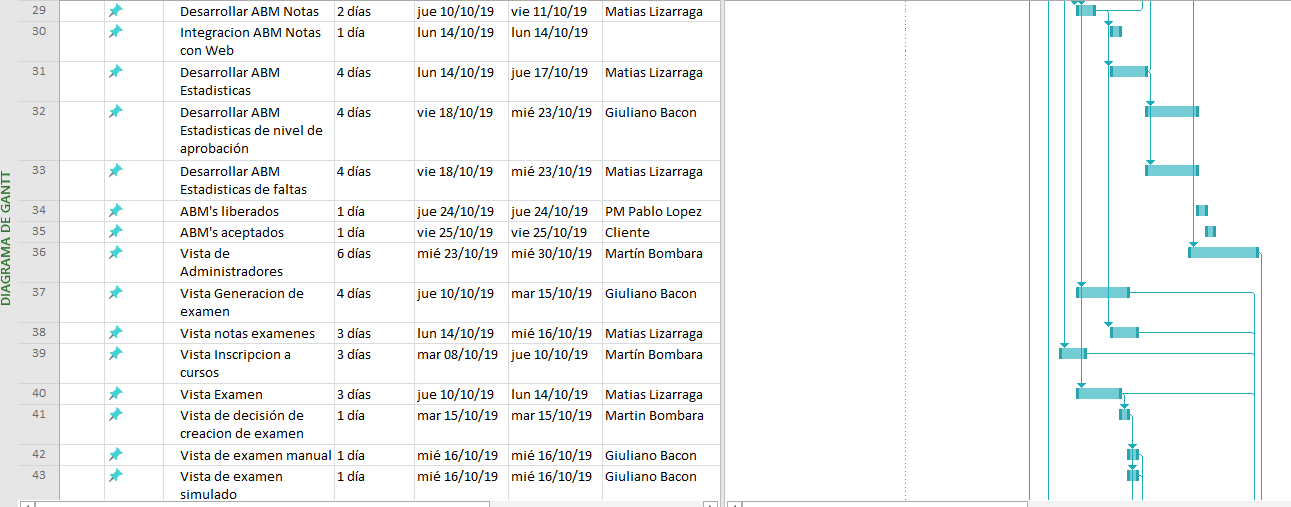 DIAGRAMA DE GANTT
29 Desarrollar ABM Notas 2 días jue 10/10/19 vie 11/10/19 Matias Lizarraga
30 Integracion ABM Notas 1 día lun 14/10/19 lun 14/10/19
con Web
31 Desarrollar ABM 4 días lun 14/10/19 jue 17/10/19 Matias Lizarraga
Estadisticas
32 Desarrollar ABM 4 días vie 18/10/19 mié 23/10/19 Giuliano Bacon
Estadisticas de nivel de
aprobación
33 Desarrollar ABM 4 días vie 18/10/19 mié 23/10/19 Matias Lizarraga
Estadisticas de faltas
34 ABM's liberados 1 día jue 24/10/19 jue 24/10/19 PM Pablo Lopez
35 ABM's aceptados 1 día vie 25/10/19 vie 25/10/19 Cliente
36 Vista de 6 días mié 23/10/19 mié 30/10/19 Martín Bombara
Administradores
37 Vista Generacion de 4 días jue 10/10/19 mar 15/10/19 Giuliano Bacon
examen
38 Vista notas examenes 3 días lun 14/10/19 mié 16/10/19 Matias Lizarraga
39 Vista Inscripcion a 3 días mar 08/10/19 jue 10/10/19 Martín Bombara
cursos
40 Vista Examen 3 días jue 10/10/19 lun 14/10/19 Matias Lizarraga
41 Vista de decisión de 1 día mar 15/10/19 mar 15/10/19 Martin Bombara
creacion de examen
42 Vista de examen manual 1 día mié 16/10/19 mié 16/10/19 Giuliano Bacon
43 Vista de examen 1 día mié 16/10/19 mié 16/10/19 Giuliano Bacon
simulado